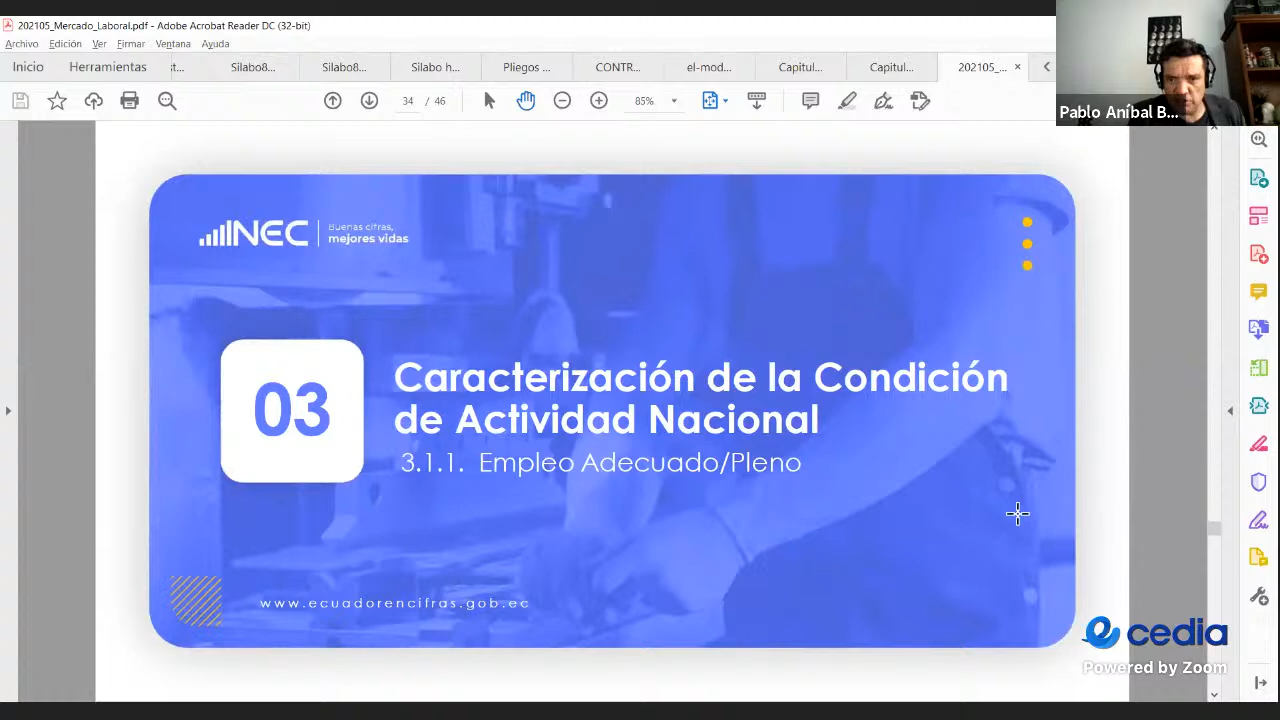 202105_Mercado_Laboral.pdf - Adobe Acrobat Reader DC (32-bit)
Archivo Edición Ver Firmar Ventana Ayuda
Inicio Herramientas t... Silabo8... Silabo8... Silabo h... Pliegos ... CONTR... el-mod... Capitul... Capitul... 202105_... ×
34 / 46 85%
Pablo Aníbal B...
INEC Buenas cifras,
mejores vidas
03
Caracterización de la Condición
de Actividad Nacional
3.1.1. Empleo Adecuado/Pleno
www.ecuadorencifras.gob.ec
cedia
Powered by Zoom